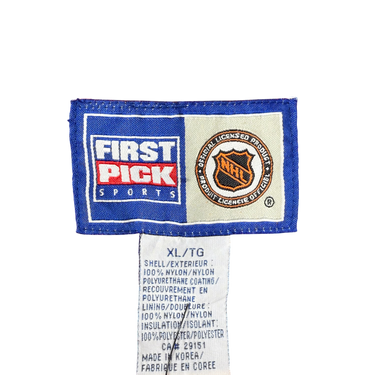 FIRST
PICK
SPORTS
OFFICIAL LICENSED PRODUCT
NHL
PRODUIT LICENCIE OFFICIEL
®
XL/TG
SHELL/EXTERIEUR:
100% NYLON/NYLON
POLYURETHANE COATING/
RECOUVREMENT EN
POLYURETHANE
LINING/DOUBLURE:
100% NYLON/NYLON
INSULATION/ISOLANT:
100%POLYESTER/POLYESTER
CA# 29151
MADE IN KOREA/
FABRIQUE EN COREE